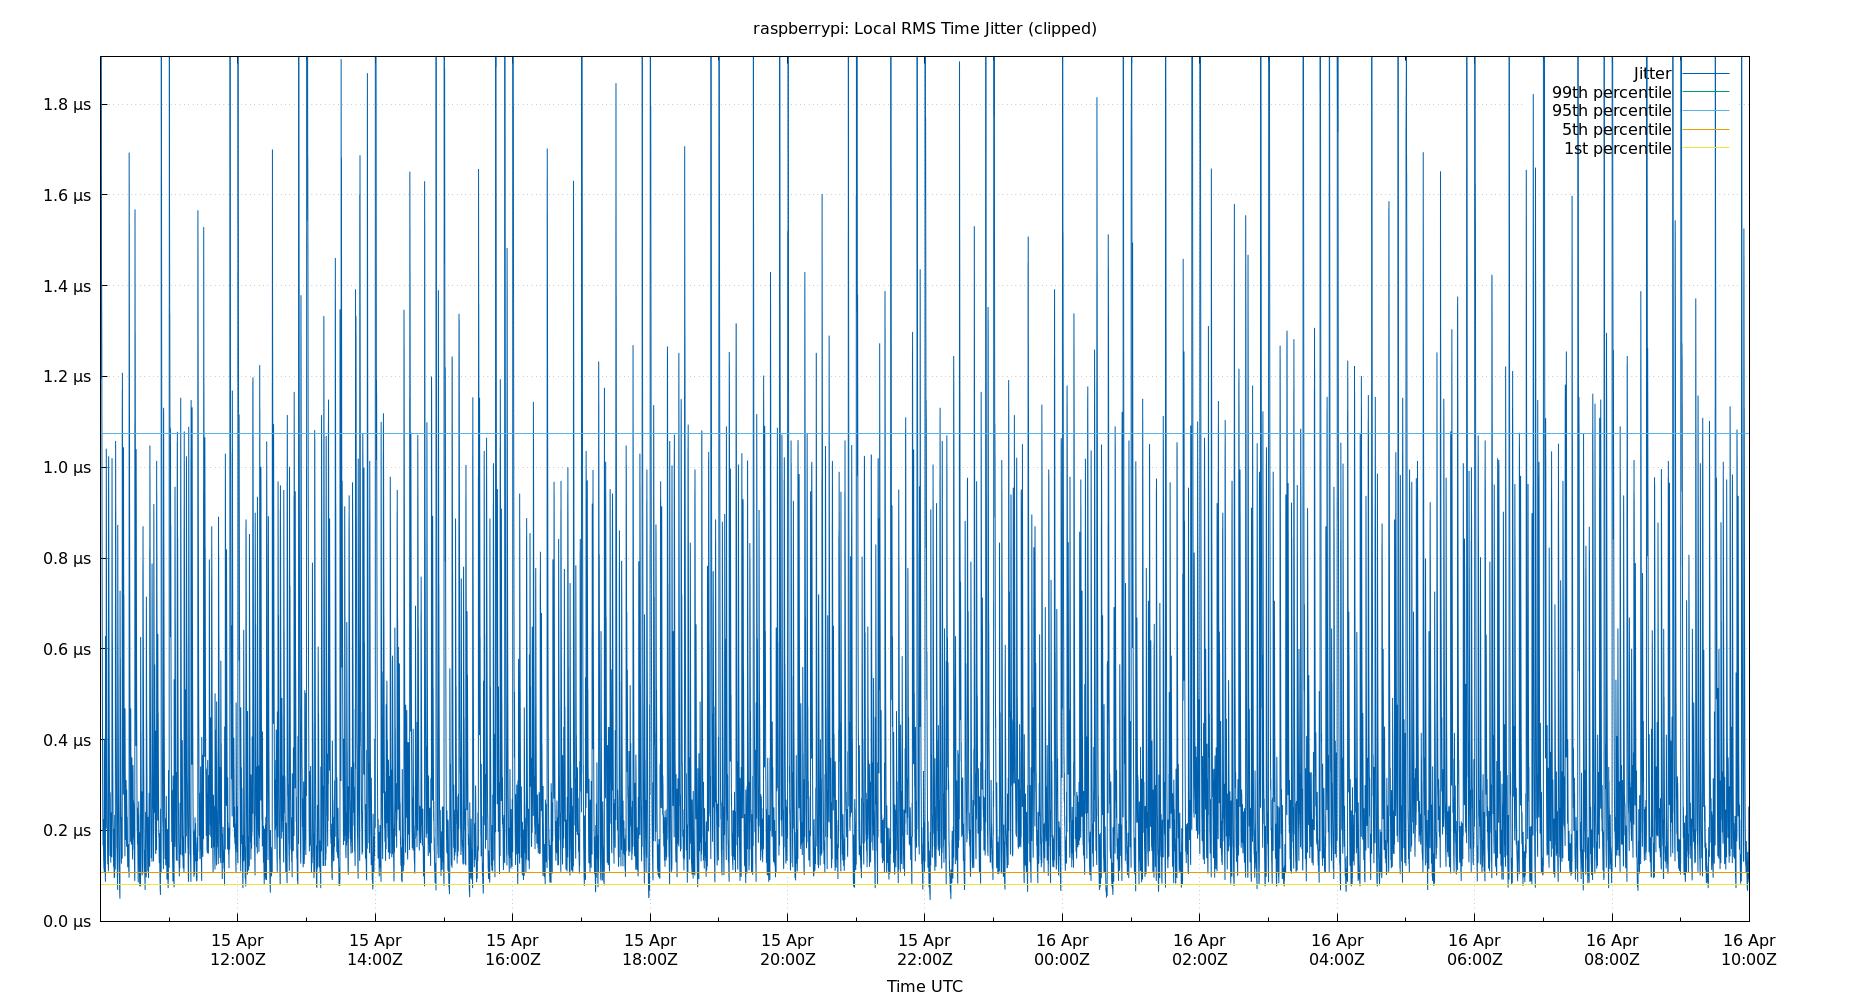 raspberrypi: Local RMS Time Jitter (clipped)
Jitter
99th percentile
95th percentile
5th percentile
1st percentile
1.8 µs
1.6 µs
1.4 µs
1.2 µs
1.0 µs
0.8 µs
0.6 µs
0.4 µs
0.2 µs
0.0 µs
15 Apr 15 Apr 15 Apr 15 Apr 15 Apr 15 Apr 16 Apr 16 Apr 16 Apr 16 Apr 16 Apr 16 Apr
12:00Z 14:00Z 16:00Z 18:00Z 20:00Z 22:00Z 00:00Z 02:00Z 04:00Z 06:00Z 08:00Z 10:00Z
Time UTC